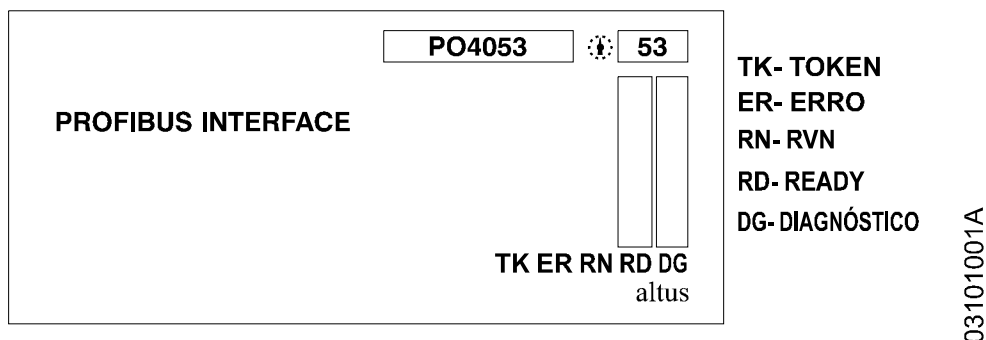 PO4053 53
PROFIBUS INTERFACE
TK ER RN RD DG
altus
TK- TOKEN
ER- ERRO
RN- RVN
RD- READY
DG- DIAGNÓSTICO
03101001A